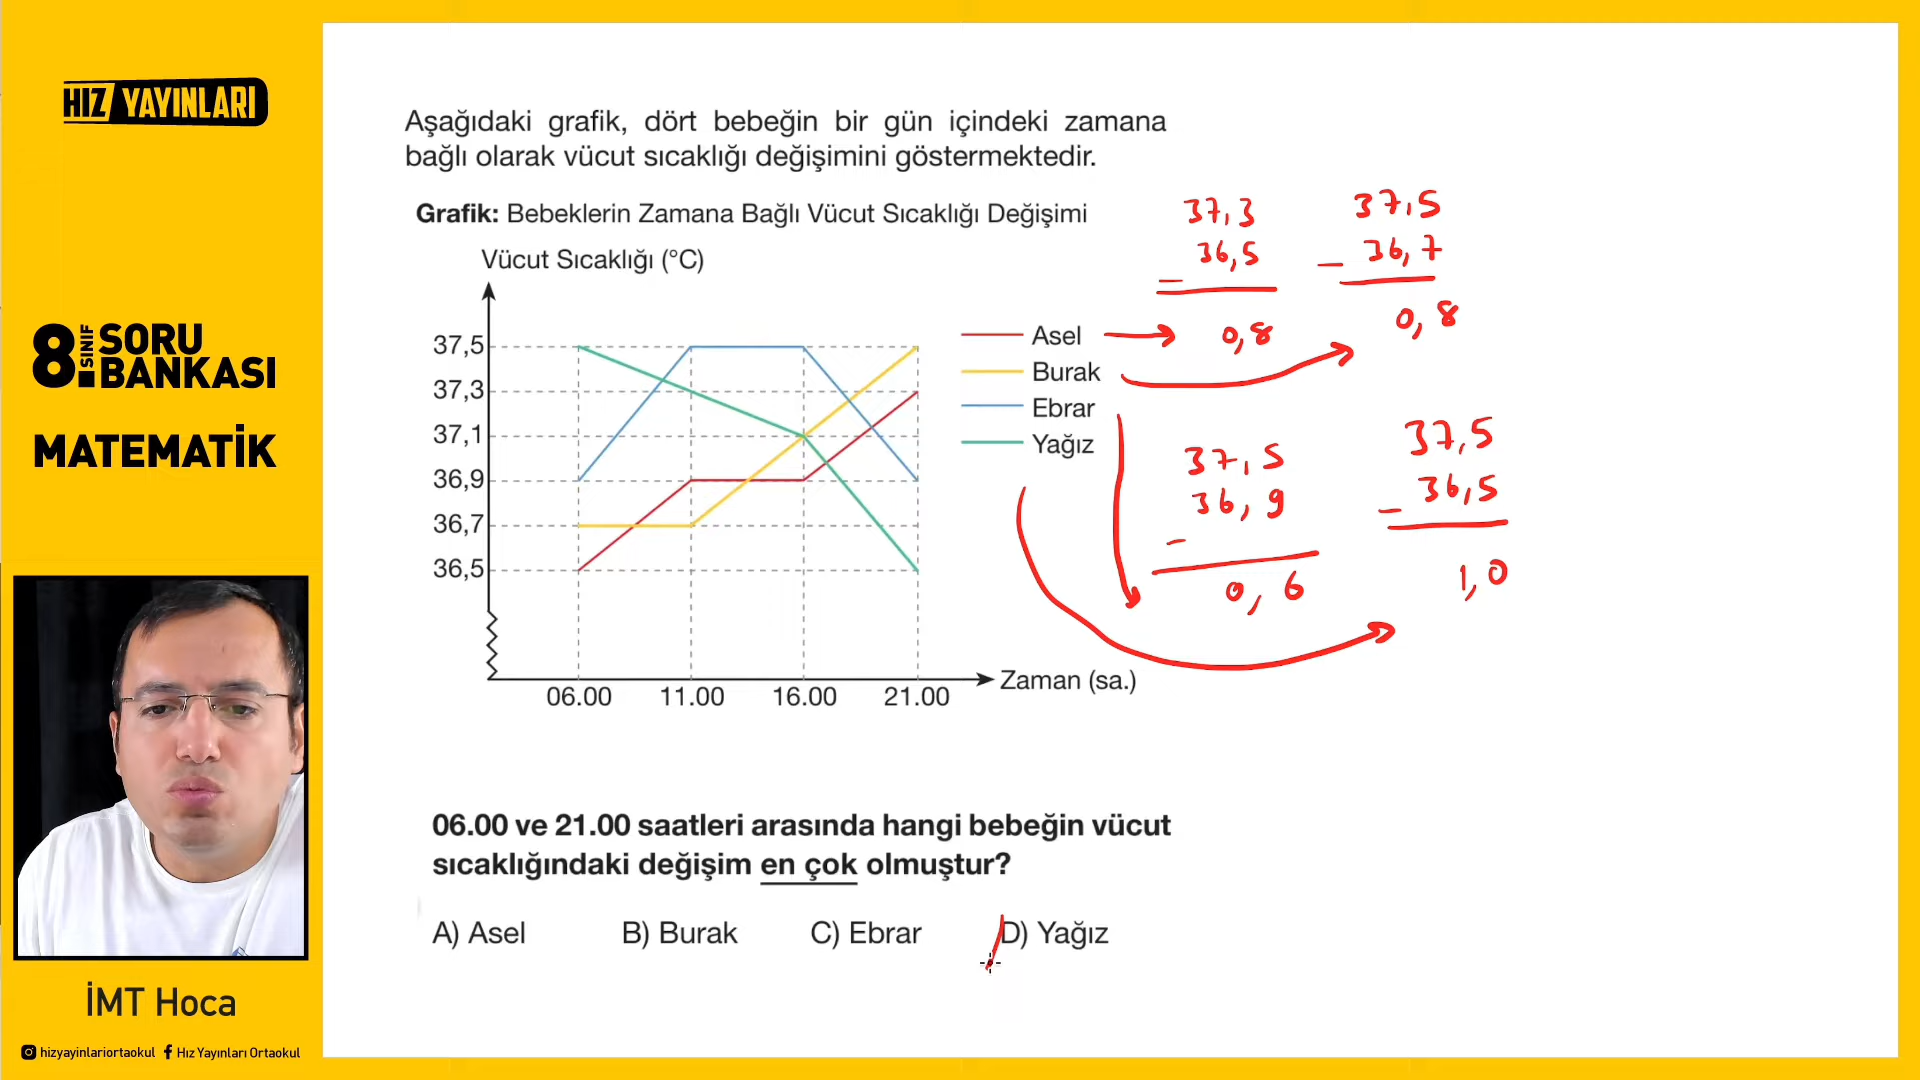 HIZ YAYINLARI
8. SINIF SORU BANKASI
MATEMATİK
İMT Hoca
hizyayinlariortaokul Hız Yayınları Ortaokul
Aşağıdaki grafik, dört bebeğin bir gün içindeki zamana
bağlı olarak vücut sıcaklığı değişimini göstermektedir.
Grafik: Bebeklerin Zamana Bağlı Vücut Sıcaklığı Değişimi
Vücut Sıcaklığı (°C)
37,5
37,3
37,1
36,9
36,7
36,5
06.00 11.00 16.00 21.00
Zaman (sa.)
Asel
Burak
Ebrar
Yağız
37,3
36,5
–
0,8
37,5
– 36,7
0,8
37,5
36,9
–
0,6
37,5
– 36,5
1,0
06.00 ve 21.00 saatleri arasında hangi bebeğin vücut
sıcaklığındaki değişim en çok olmuştur?
A) Asel B) Burak C) Ebrar D) Yağız